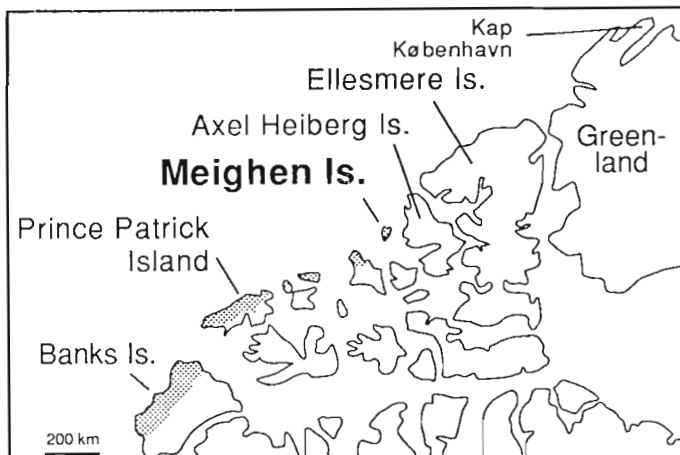 Kap
København
Ellesmere Is.
Axel Heiberg Is.
Green-
land
Meighen Is.
Prince Patrick
Island
Banks Is.
200 km